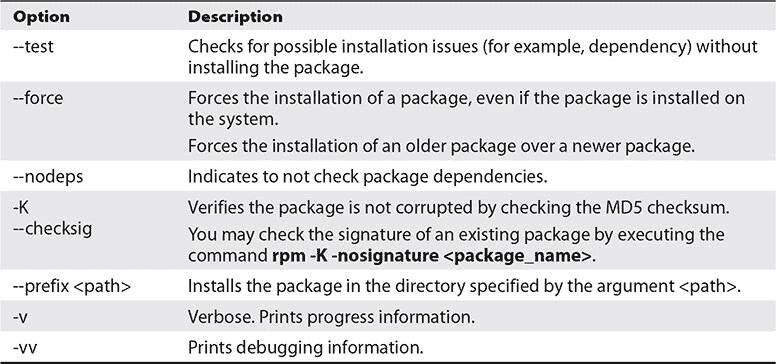 Option Description
--test Checks for possible installation issues (for example, dependency) without
installing the package.
--force Forces the installation of a package, even if the package is installed on
the system.
Forces the installation of an older package over a newer package.
--nodeps Indicates to not check package dependencies.
-K Verifies the package is not corrupted by checking the MD5 checksum.
--checksig You may check the signature of an existing package by executing the
command rpm -K -nosignature <package_name>.
--prefix <path> Installs the package in the directory specified by the argument <path>.
-v Verbose. Prints progress information.
-vv Prints debugging information.